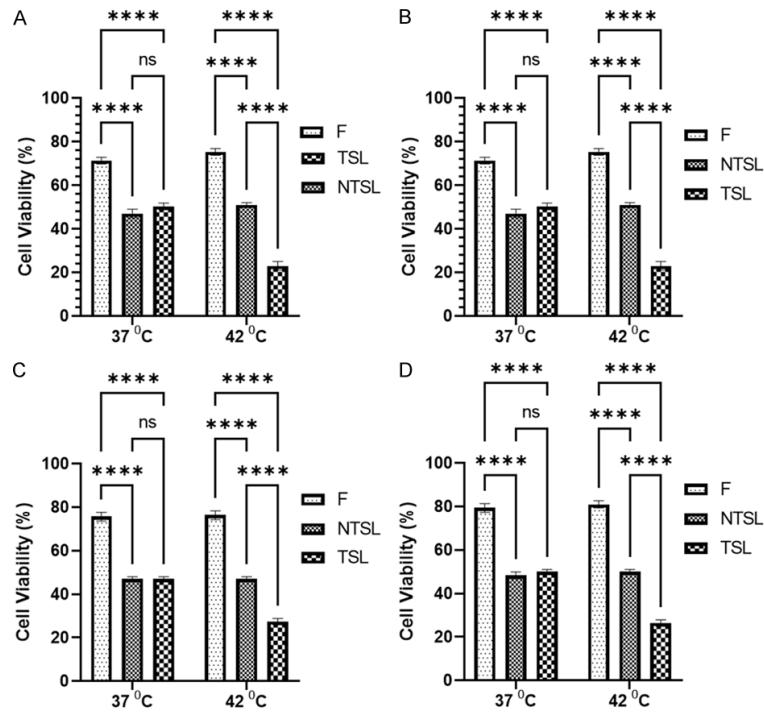 A
****
****
ns
****
****
****
Cell Viability (%)
100
80
60
40
20
0
37 ⁰C
42 ⁰C
F
TSL
NTSL
B
****
****
ns
****
****
****
Cell Viability (%)
100
80
60
40
20
0
37 ⁰C
42 ⁰C
F
NTSL
TSL
C
****
****
ns
****
****
****
Cell Viability (%)
100
80
60
40
20
0
37 ⁰C
42 ⁰C
F
NTSL
TSL
D
****
****
ns
****
****
****
Cell Viability (%)
100
80
60
40
20
0
37 ⁰C
42 ⁰C
F
NTSL
TSL